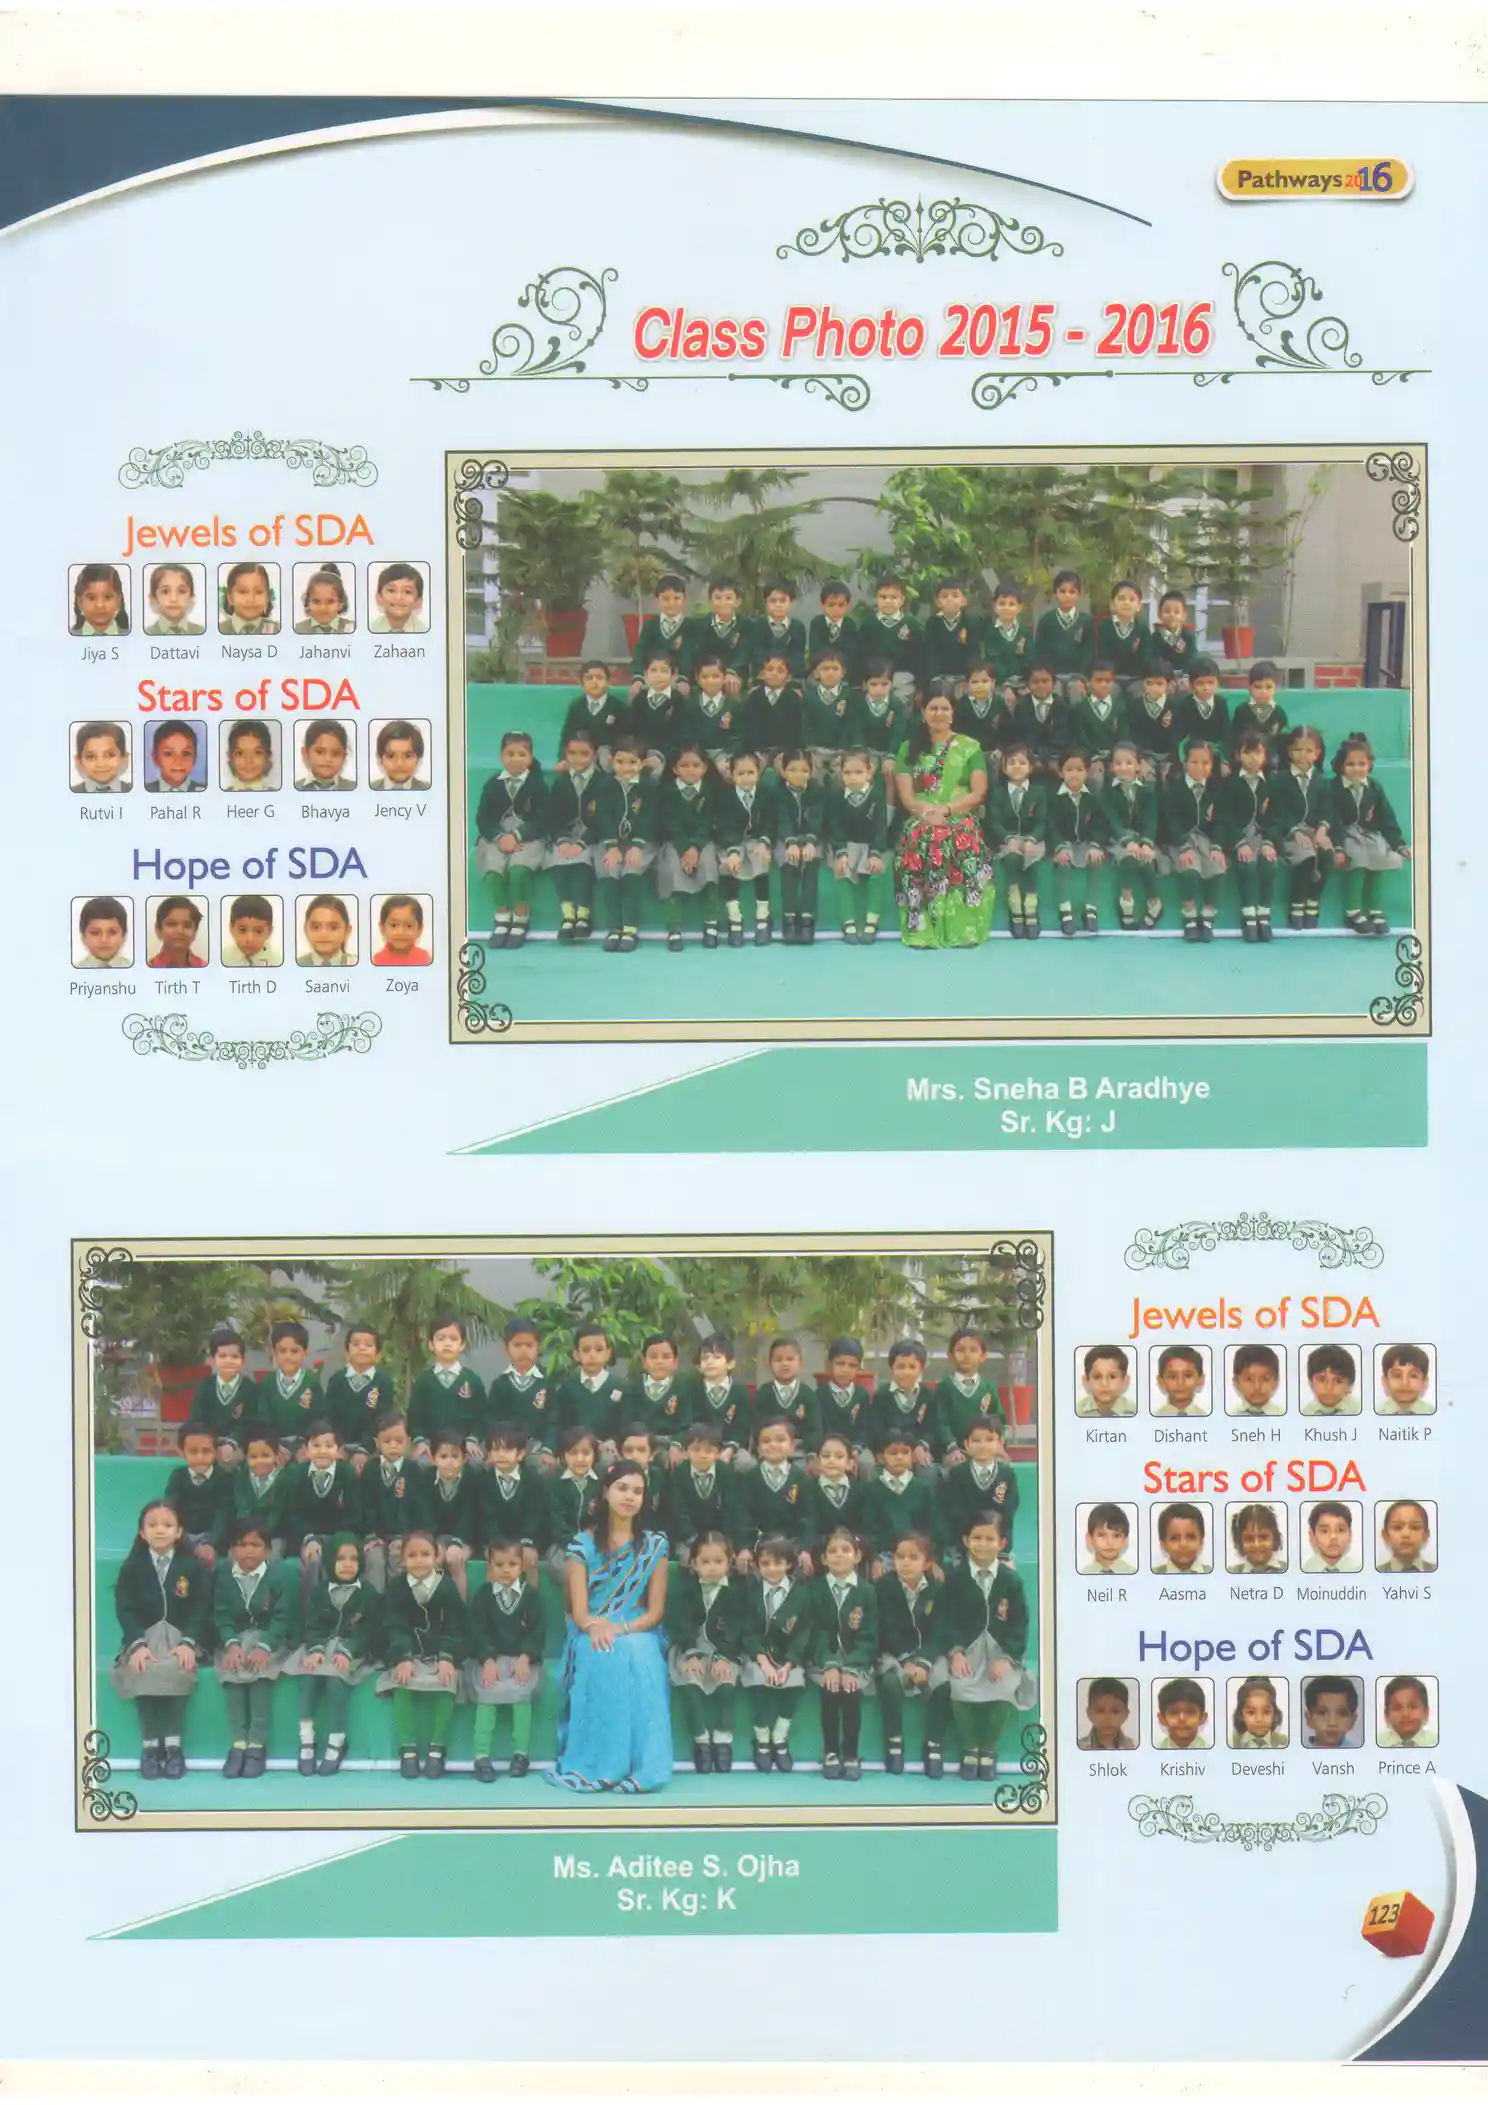 Pathways 2016
Class Photo 2015 - 2016
Jewels of SDA
Jiya S Dattavi Naysa D Jahanvi Zahaan
Stars of SDA
Rutvi I Pahal R Heer G Bhavya Jency V
Hope of SDA
Priyanshu Tirth T Tirth D Saanvi Zoya
Mrs. Sneha B Aradhye
Sr. Kg: J
Jewels of SDA
Kirtan Dishant Sneh H Khush J Naitik P
Stars of SDA
Neil R Aasma Netra D Moinuddin Yahvi S
Hope of SDA
Shlok Krishiv Deveshi Vansh Prince A
Ms. Aditee S. Ojha
Sr. Kg: K
123